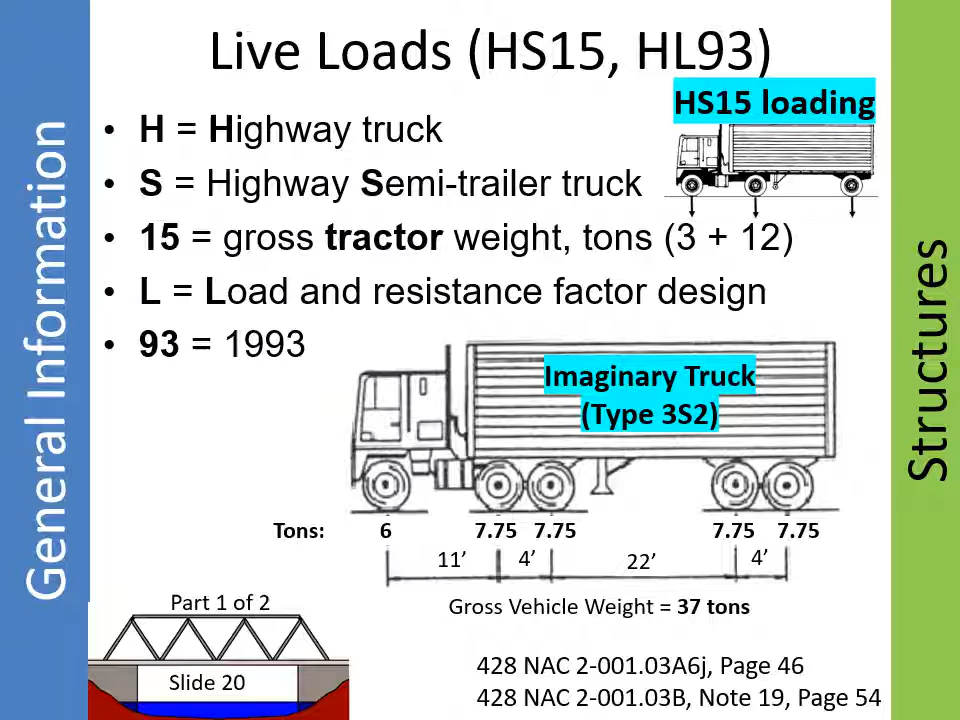 Live Loads (HS15, HL93)
HS15 loading
• H = Highway truck
• S = Highway Semi-trailer truck
• 15 = gross tractor weight, tons (3 + 12)
• L = Load and resistance factor design
• 93 = 1993
Imaginary Truck
(Type 3S2)
Tons: 6 7.75 7.75 7.75 7.75
11’ 4’ 22’ 4’
Gross Vehicle Weight = 37 tons
Part 1 of 2
Slide 20
428 NAC 2-001.03A6j, Page 46
428 NAC 2-001.03B, Note 19, Page 54
General Information
Structures